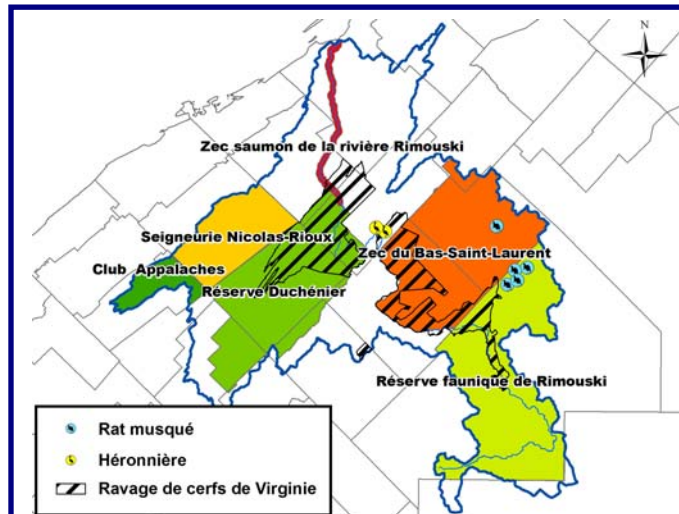 N
Zec saumon de la rivière Rimouski
Seigneurie Nicolas-Rioux
Zec du Bas-Saint-Laurent
Club Appalaches
Réserve Duchénier
Réserve faunique de Rimouski
Rat musqué
Héronnière
Ravage de cerfs de Virginie